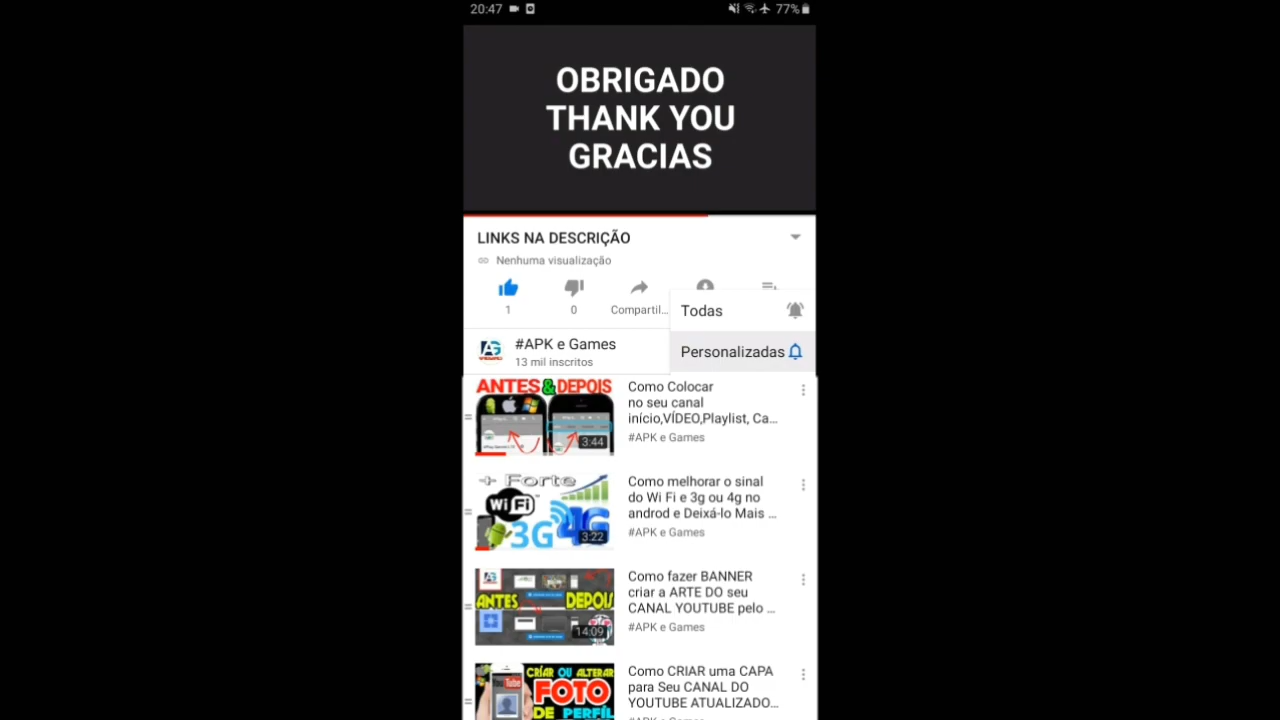 20:47
77%
OBRIGADO
THANK YOU
GRACIAS
LINKS NA DESCRIÇÃO
Nenhuma visualização
1
0
Compartil...
Todas
Personalizadas
#APK e Games
13 mil inscritos
ANTES & DEPOIS
3:44
Como Colocar
no seu canal
início,VÍDEO,Playlist, Ca...
#APK e Games
+ Forte
Wi Fi
3G 4G
3:22
Como melhorar o sinal
do Wi Fi e 3g ou 4g no
androd e Deixá-lo Mais ...
#APK e Games
ANTES DEPOIS
14:09
Como fazer BANNER
criar a ARTE DO seu
CANAL YOUTUBE pelo ...
#APK e Games
CRIAR OU ALTERAR
FOTO
DE PERFIL
Como CRIAR uma CAPA
para Seu CANAL DO
YOUTUBE ATUALIZADO...
#APK e Games